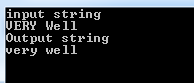 input string
VERY Well
Output string
very well